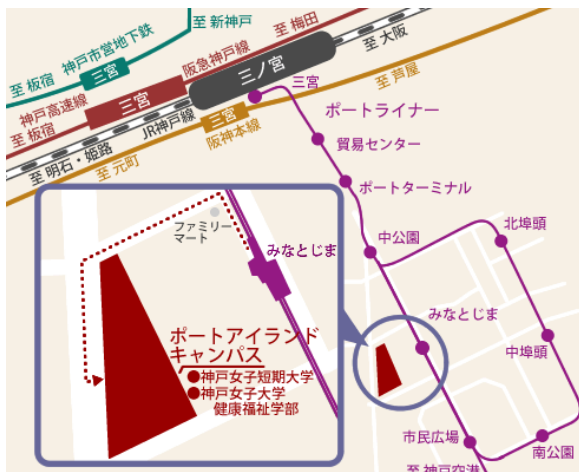 至 新神戸
至 梅田
至 大阪
神戸市営地下鉄
阪急神戸線
至 板宿
三宮
三ノ宮
三宮
神戸高速線
三宮
至 芦屋
至 板宿
JR神戸線
三宮
阪神本線
ポートライナー
至 明石・姫路
至 元町
貿易センター
ポートターミナル
ファミリー
マート
みなとじま
中公園
北埠頭
みなとじま
ポートアイランド
キャンパス
●神戸女子短期大学
●神戸女子大学
健康福祉学部
中埠頭
市民広場
南公園
至 神戸空港